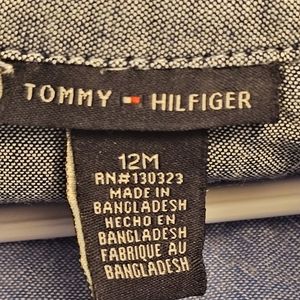 TOMMY HILFIGER
12M
RN#130323
MADE IN
BANGLADESH
HECHO EN
BANGLADESH
FABRIQUE AU
BANGLADESH